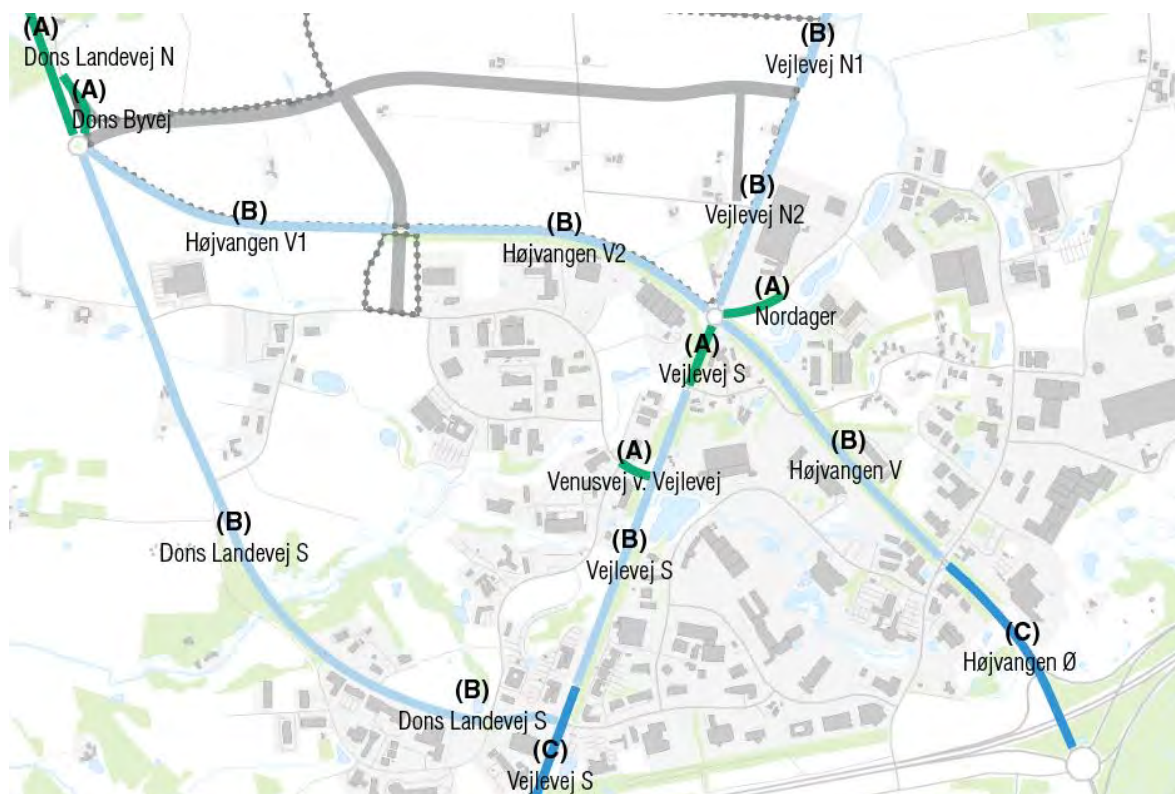 (A)
Dons Landevej N
(B)
Vejlevej N1
(A)
Dons Byvej
(B)
Højvangen V1
(B)
Højvangen V2
(B)
Vejlevej N2
(A)
Nordager
(A)
Vejlevej S
(B)
Højvangen V
(A)
Venusvej v. Vejlevej
(B)
Dons Landevej S
(B)
Vejlevej S
(C)
Højvangen Ø
(B)
Dons Landevej S
(C)
Vejlevej S